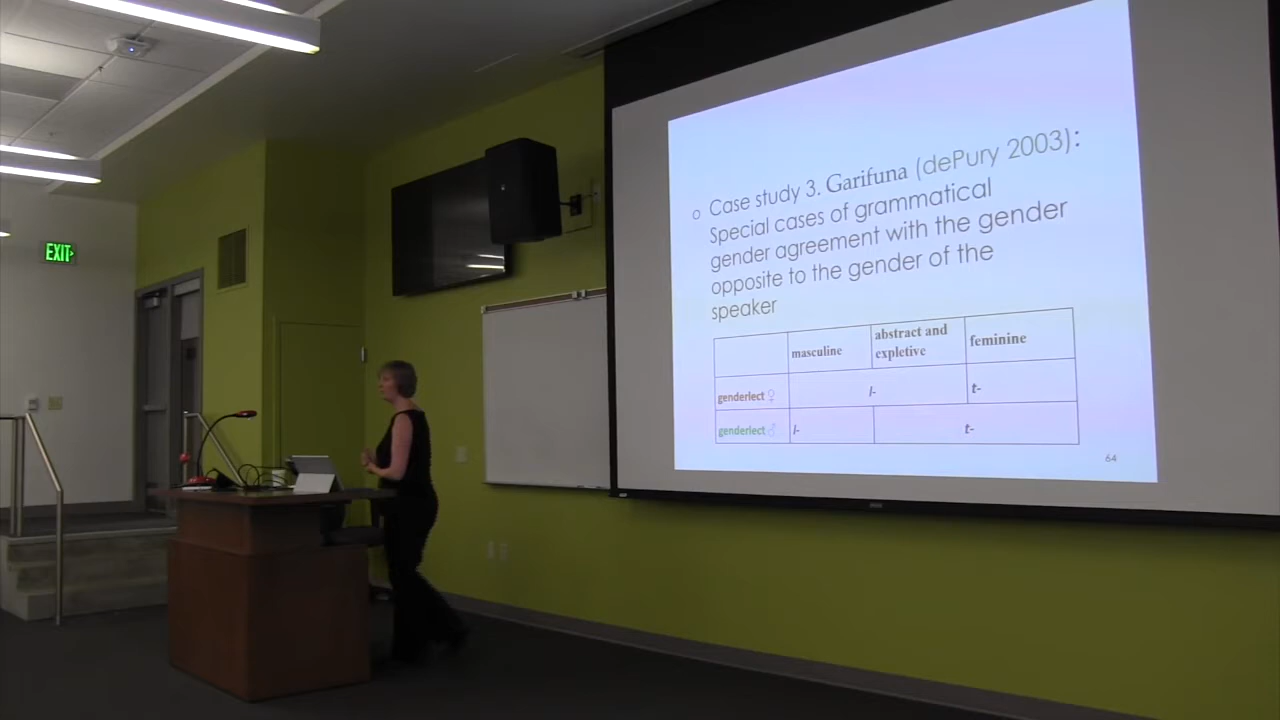 EXIT
Case study 3. Garifuna (dePury 2003):
Special cases of grammatical
gender agreement with the gender
opposite to the gender of the
speaker
masculine
abstract and
expletive
feminine
genderlect ♀
l-
t-
genderlect ♂
l-
t-
64